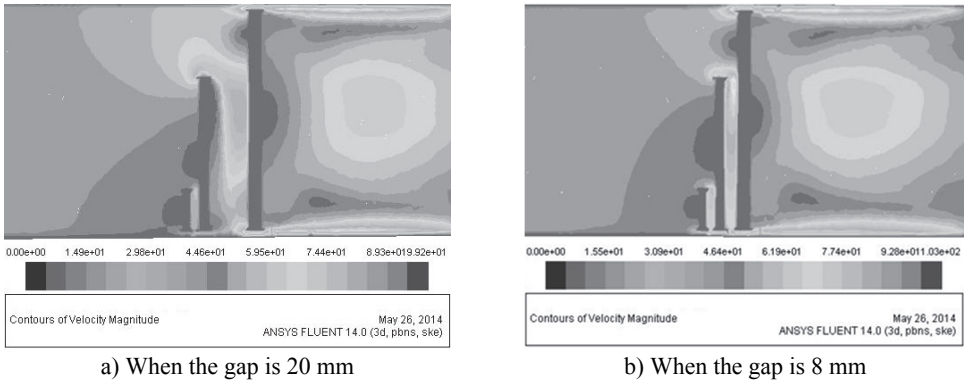 0.00e+00 1.49e+01 2.98e+01 4.46e+01 5.95e+01 7.44e+01 8.93e+019.92e+01
Contours of Velocity Magnitude May 26, 2014
ANSYS FLUENT 14.0 (3d, pbns, ske)
a) When the gap is 20 mm
0.00e+00 1.55e+01 3.09e+01 4.64e+01 6.19e+01 7.74e+01 9.28e+011.03e+02
Contours of Velocity Magnitude May 26, 2014
ANSYS FLUENT 14.0 (3d, pbns, ske)
b) When the gap is 8 mm